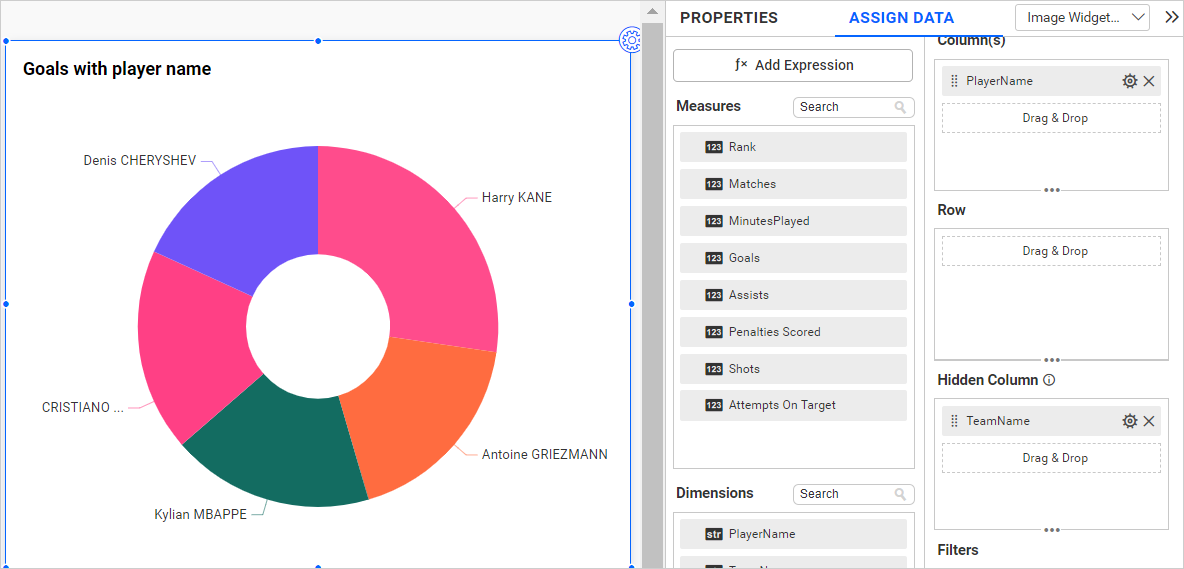 Goals with player name
Denis CHERYSHEV
Harry KANE
CRISTIANO ...
Antoine GRIEZMANN
Kylian MBAPPE
PROPERTIES
ASSIGN DATA
Image Widget...
ƒx Add Expression
Measures
Search
123 Rank
123 Matches
123 MinutesPlayed
123 Goals
123 Assists
123 Penalties Scored
123 Shots
123 Attempts On Target
Dimensions
Search
str PlayerName
Column(s)
PlayerName
Drag & Drop
Row
Drag & Drop
Hidden Column
TeamName
Drag & Drop
Filters